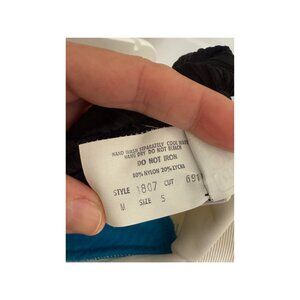 HAND WASH SEPARATELY COOL WATER
HANG DRY DO NOT BLEACH
DO NOT IRON
80% NYLON 20% LYCRA
STYLE 1807 CUT 691
M SIZE S